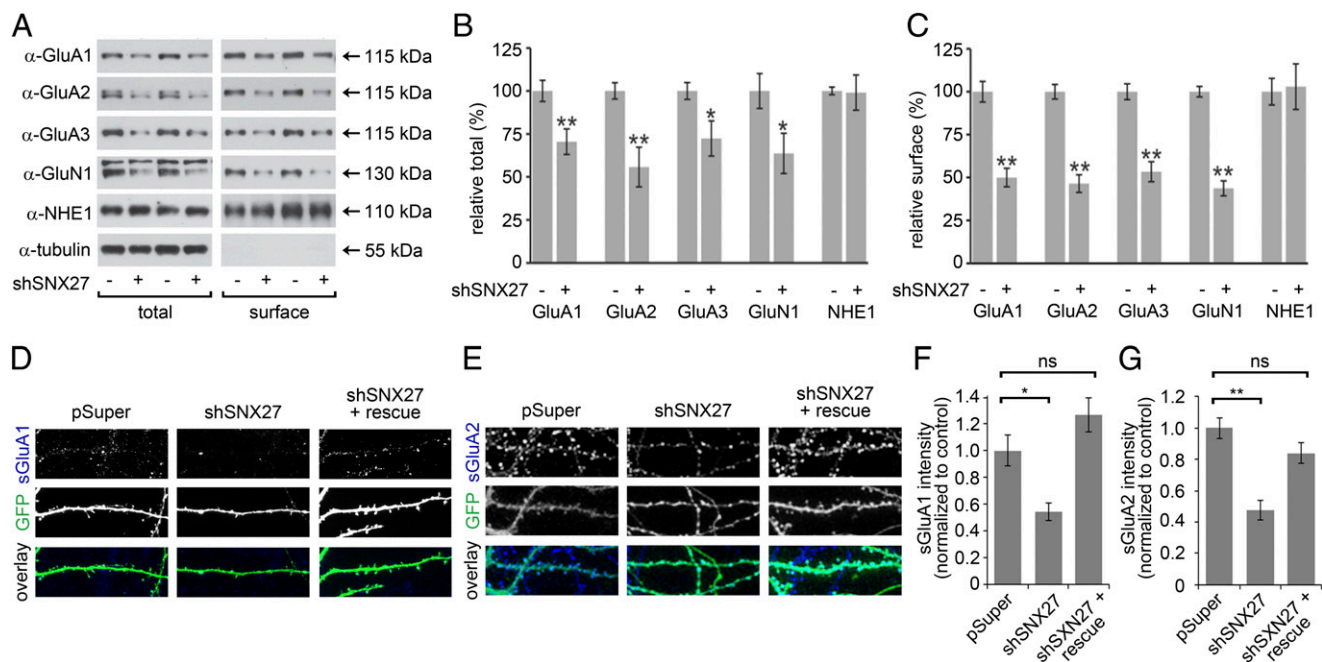 A
α-GluA1
α-GluA2
α-GluA3
α-GluN1
α-NHE1
α-tubulin
← 115 kDa
← 115 kDa
← 115 kDa
← 130 kDa
← 110 kDa
← 55 kDa
shSNX27 - + - + - + - +
total surface
B
relative total (%)
125
100
75
50
25
0
** ** * *
shSNX27 - + - + - + - + - +
GluA1 GluA2 GluA3 GluN1 NHE1
C
relative surface (%)
125
100
75
50
25
0
** ** ** **
shSNX27 - + - + - + - + - +
GluA1 GluA2 GluA3 GluN1 NHE1
D
pSuper shSNX27 shSNX27
+ rescue
sGluA1
GFP
overlay
E
pSuper shSNX27 shSNX27
+ rescue
sGluA2
GFP
overlay
F
sGluA1 intensity
(normalized to control)
1.4
1.2
1.0
0.8
0.6
0.4
0.2
0
ns
*
pSuper
shSNX27
shSXN27 +
rescue
G
sGluA2 intensity
(normalized to control)
1.2
1.0
0.8
0.6
0.4
0.2
0
ns
**
pSuper
shSNX27
shSXN27 +
rescue